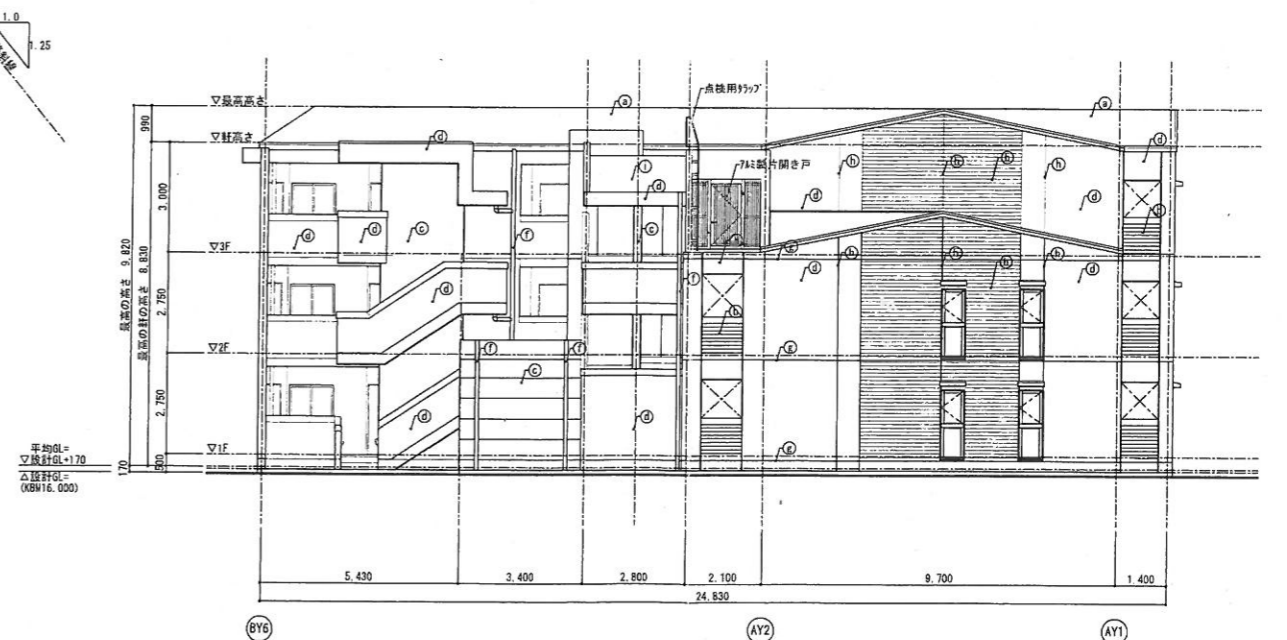 1.0
1.25
▽最高高さ
▽軒高さ
990
3,000
最高の高さ 9,820
最高の軒の高さ 8,830
▽3F
2,750
▽2F
2,750
▽1F
500
170
平均GL=
▽設計GL+170
△設計GL=
(KBM16.000)
点検用タラップ
アルミ製片開き戸
a
a
d
d
i
d
h
h
h
h
d
d
d
d
c
f
c
b
d
g
d
h
h
h
h
d
f
b
f
f
c
g
d
d
g
5,430
3,400
2,800
2,100
9,700
1,400
24,830
BY6
AY2
AY1